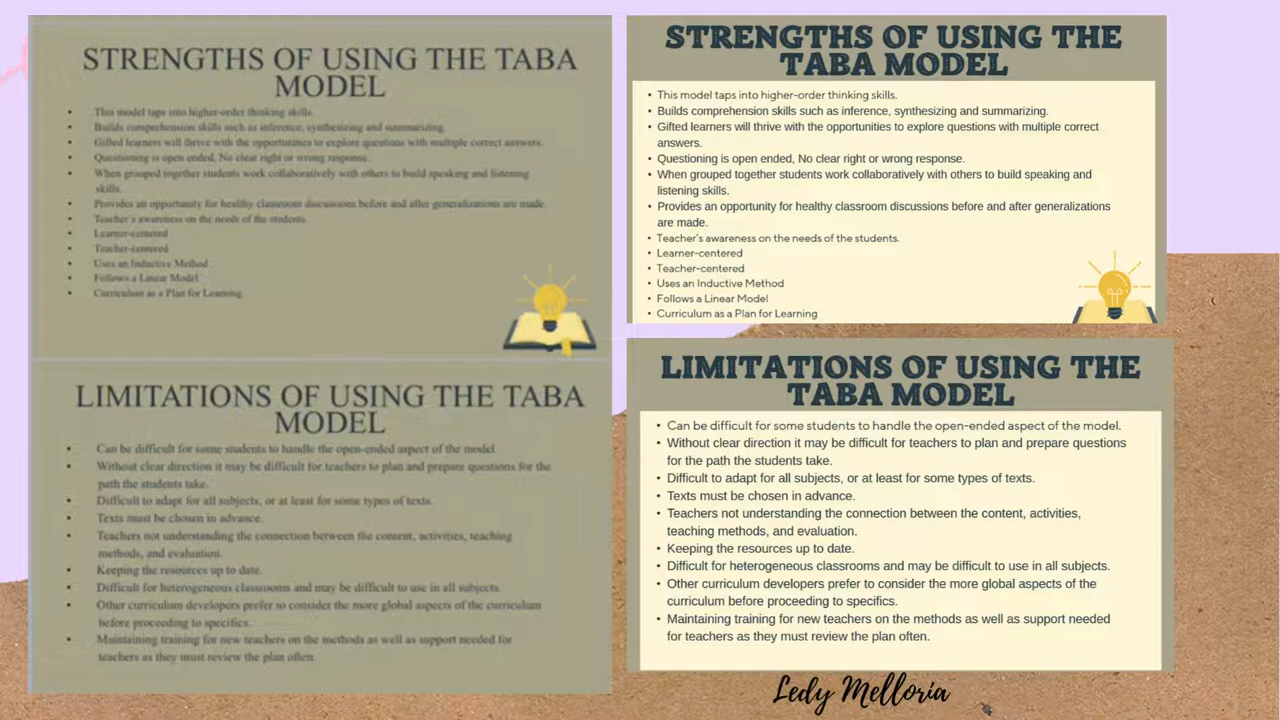 STRENGTHS OF USING THE TABA
MODEL
• This model taps into higher-order thinking skills.
• Builds comprehension skills such as inference, synthesizing and summarizing.
• Gifted learners will thrive with the opportunities to explore questions with multiple correct answers.
• Questioning is open ended, No clear right or wrong response.
• When grouped together students work collaboratively with others to build speaking and listening
skills.
• Provides an opportunity for healthy classroom discussions before and after generalizations are made.
• Teacher's awareness on the needs of the students.
• Learner-centered
• Teacher-centered
• Uses an Inductive Method
• Follows a Linear Model
• Curriculum as a Plan for Learning
LIMITATIONS OF USING THE TABA
MODEL
• Can be difficult for some students to handle the open-ended aspect of the model.
• Without clear direction it may be difficult for teachers to plan and prepare questions for the
path the students take.
• Difficult to adapt for all subjects, or at least for some types of texts.
• Texts must be chosen in advance.
• Teachers not understanding the connection between the content, activities, teaching
methods, and evaluation.
• Keeping the resources up to date.
• Difficult for heterogeneous classrooms and may be difficult to use in all subjects.
• Other curriculum developers prefer to consider the more global aspects of the curriculum
before proceeding to specifics.
• Maintaining training for new teachers on the methods as well as support needed for
teachers as they must review the plan often.
STRENGTHS OF USING THE
TABA MODEL
• This model taps into higher-order thinking skills.
• Builds comprehension skills such as inference, synthesizing and summarizing.
• Gifted learners will thrive with the opportunities to explore questions with multiple correct
answers.
• Questioning is open ended, No clear right or wrong response.
• When grouped together students work collaboratively with others to build speaking and
listening skills.
• Provides an opportunity for healthy classroom discussions before and after generalizations
are made.
• Teacher's awareness on the needs of the students.
• Learner-centered
• Teacher-centered
• Uses an Inductive Method
• Follows a Linear Model
• Curriculum as a Plan for Learning
LIMITATIONS OF USING THE
TABA MODEL
• Can be difficult for some students to handle the open-ended aspect of the model.
• Without clear direction it may be difficult for teachers to plan and prepare questions
for the path the students take.
• Difficult to adapt for all subjects, or at least for some types of texts.
• Texts must be chosen in advance.
• Teachers not understanding the connection between the content, activities,
teaching methods, and evaluation.
• Keeping the resources up to date.
• Difficult for heterogeneous classrooms and may be difficult to use in all subjects.
• Other curriculum developers prefer to consider the more global aspects of the
curriculum before proceeding to specifics.
• Maintaining training for new teachers on the methods as well as support needed
for teachers as they must review the plan often.
Ledy Melloria